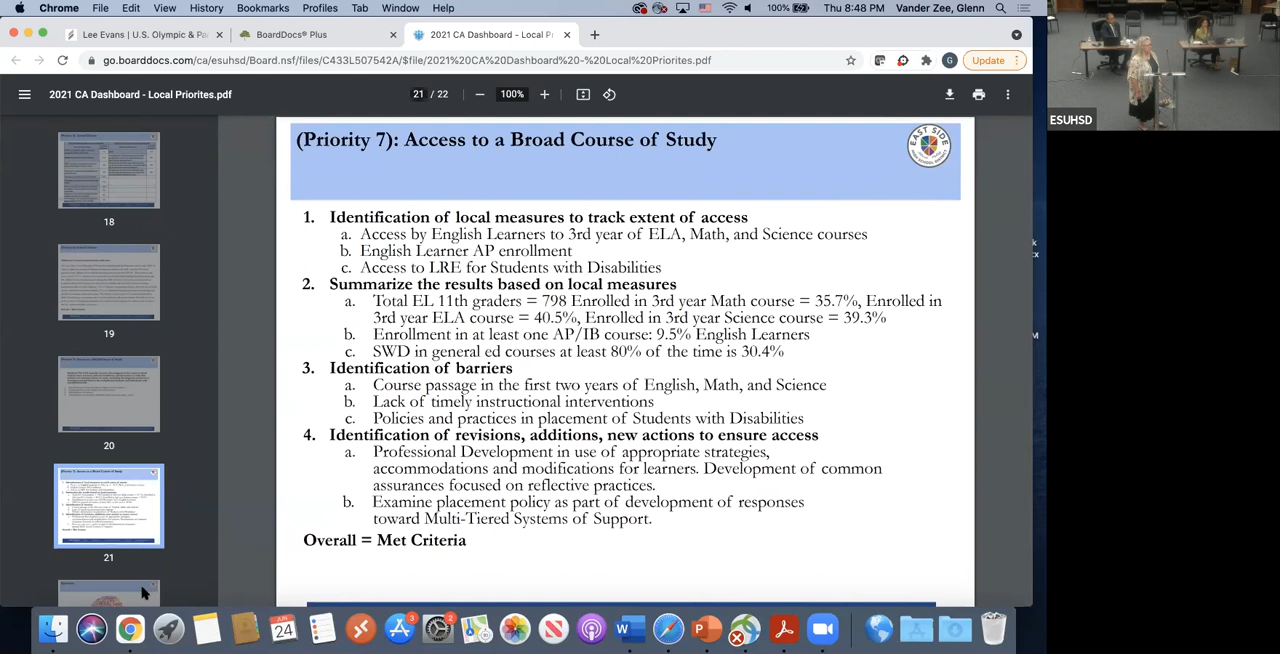 Chrome File Edit View History Bookmarks Profiles Tab Window Help 100% Thu 8:48 PM Vander Zee, Glenn
Lee Evans | U.S. Olympic & Pa × BoardDocs® Plus × 2021 CA Dashboard - Local Pr × +
go.boarddocs.com/ca/esuhsd/Board.nsf/files/C433L507542A/$file/2021%20CA%20Dashboard%20-%20Local%20Priorites.pdf G Update
2021 CA Dashboard - Local Priorites.pdf 21 / 22 − 100% +
18
19
20
21
(Priority 7): Access to a Broad Course of Study
EAST SIDE
1. Identification of local measures to track extent of access
a. Access by English Learners to 3rd year of ELA, Math, and Science courses
b. English Learner AP enrollment
c. Access to LRE for Students with Disabilities
2. Summarize the results based on local measures
a. Total EL 11th graders = 798 Enrolled in 3rd year Math course = 35.7%, Enrolled in
3rd year ELA course = 40.5%, Enrolled in 3rd year Science course = 39.3%
b. Enrollment in at least one AP/IB course: 9.5% English Learners
c. SWD in general ed courses at least 80% of the time is 30.4%
3. Identification of barriers
a. Course passage in the first two years of English, Math, and Science
b. Lack of timely instructional interventions
c. Policies and practices in placement of Students with Disabilities
4. Identification of revisions, additions, new actions to ensure access
a. Professional Development in use of appropriate strategies,
accommodations and modifications for learners. Development of common
assurances focused on reflective practices.
b. Examine placement policy as part of development of responses
toward Multi-Tiered Systems of Support.
Overall = Met Criteria
ESUHSD
JUN
24
3
2
W
P